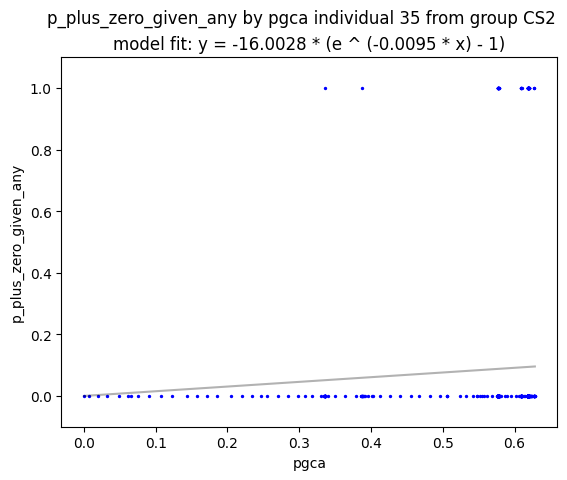 p_plus_zero_given_any by pgca individual 35 from group CS2
model fit: y = -16.0028 * (e ^ (-0.0095 * x) - 1)
1.0
0.8
0.6
0.4
0.2
0.0
p_plus_zero_given_any
0.0 0.1 0.2 0.3 0.4 0.5 0.6
pgca